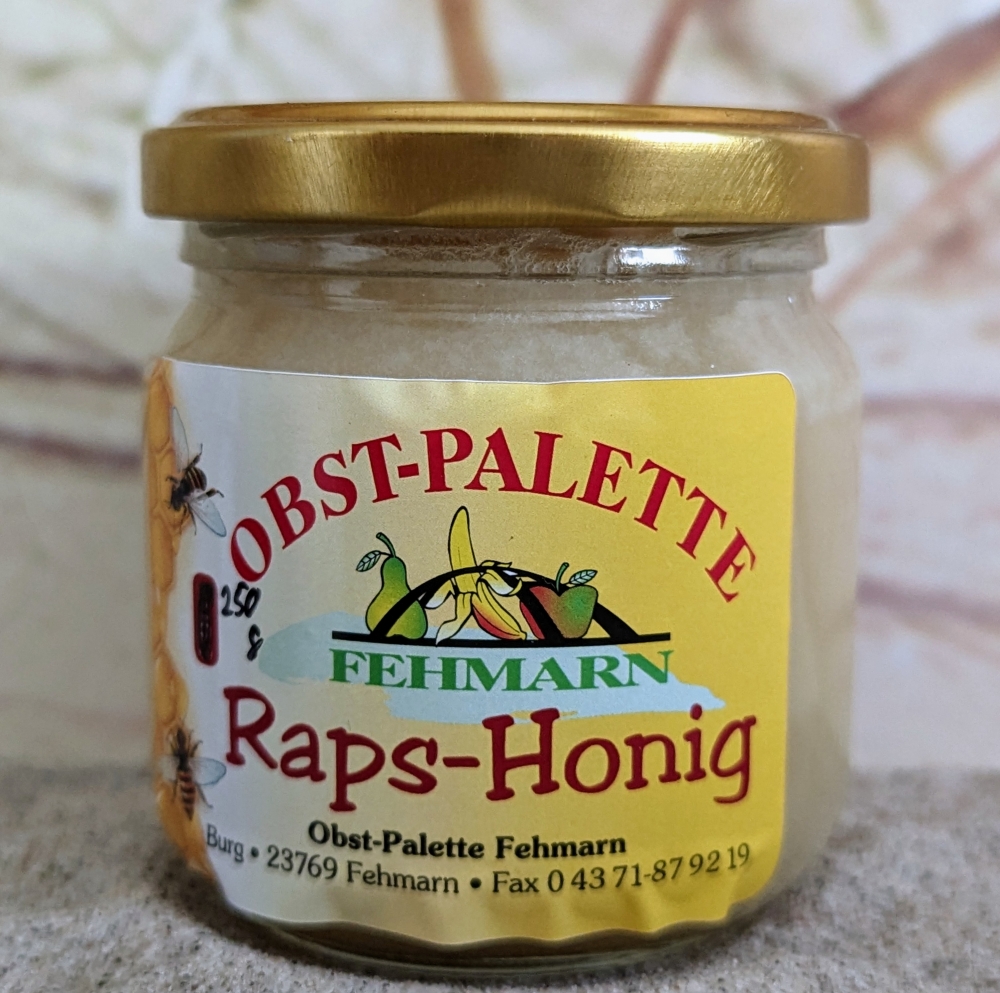 OBST-PALETTE
250
g
FEHMARN
Raps-Honig
Obst-Palette Fehmarn
Burg • 23769 Fehmarn • Fax 0 43 71-87 92 19